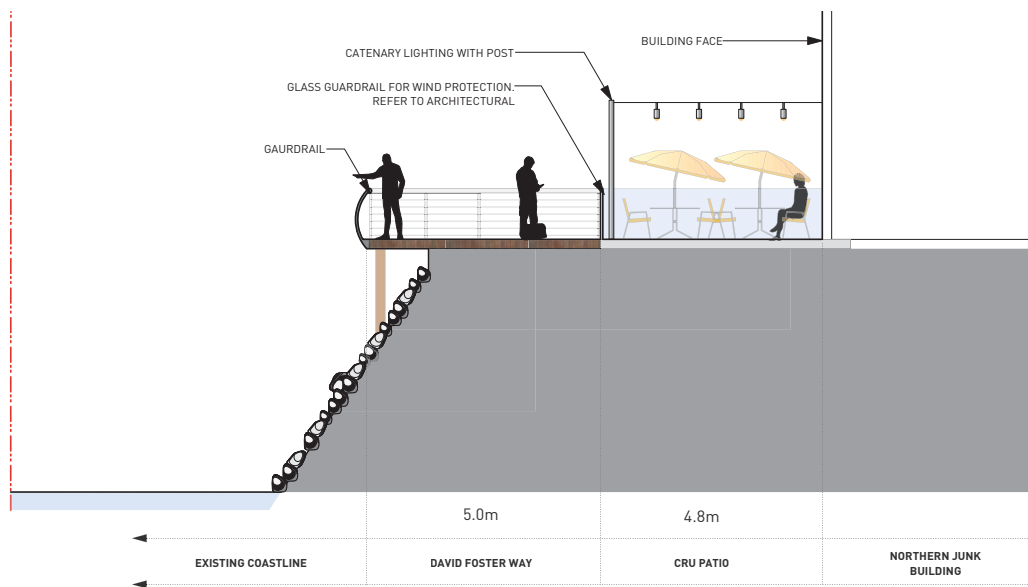 BUILDING FACE
CATENARY LIGHTING WITH POST
GLASS GUARDRAIL FOR WIND PROTECTION.
REFER TO ARCHITECTURAL
GAURDRAIL
5.0m
4.8m
EXISTING COASTLINE
DAVID FOSTER WAY
CRU PATIO
NORTHERN JUNK
BUILDING